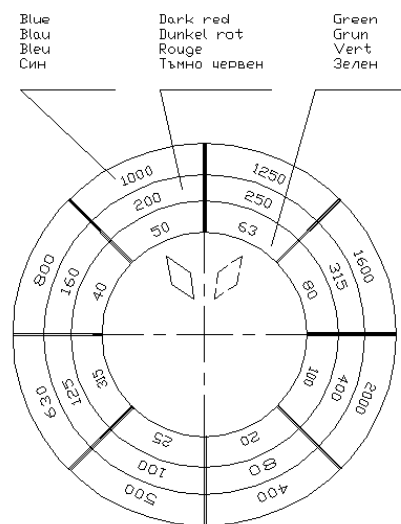 Blue
Blau
Bleu
Син
Dark red
Dunkel rot
Rouge
Тъмно червен
Green
Grun
Vert
Зелен
1000
1250
200
250
50
63
800
160
40
80
315
1600
630
125
315
100
400
2000
25
20
100
80
500
400